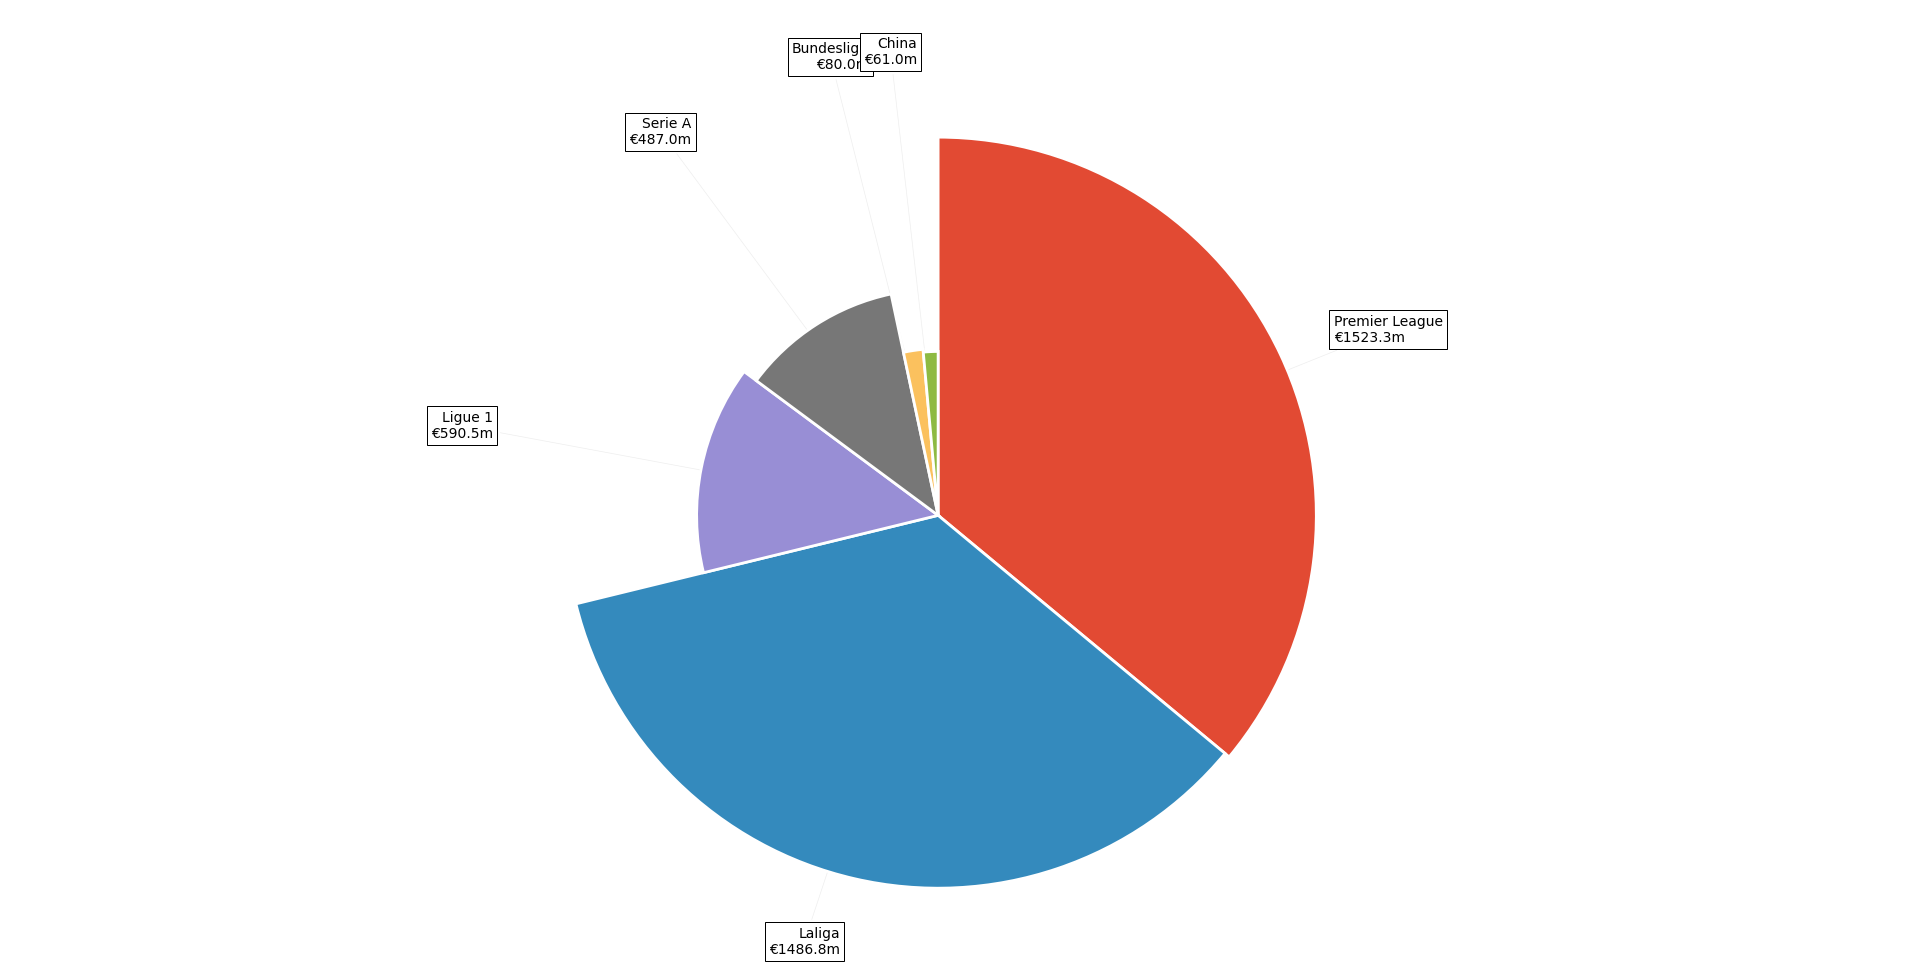 Bundeslig
€80.0
China
€61.0m
Serie A
€487.0m
Premier League
€1523.3m
Ligue 1
€590.5m
Laliga
€1486.8m